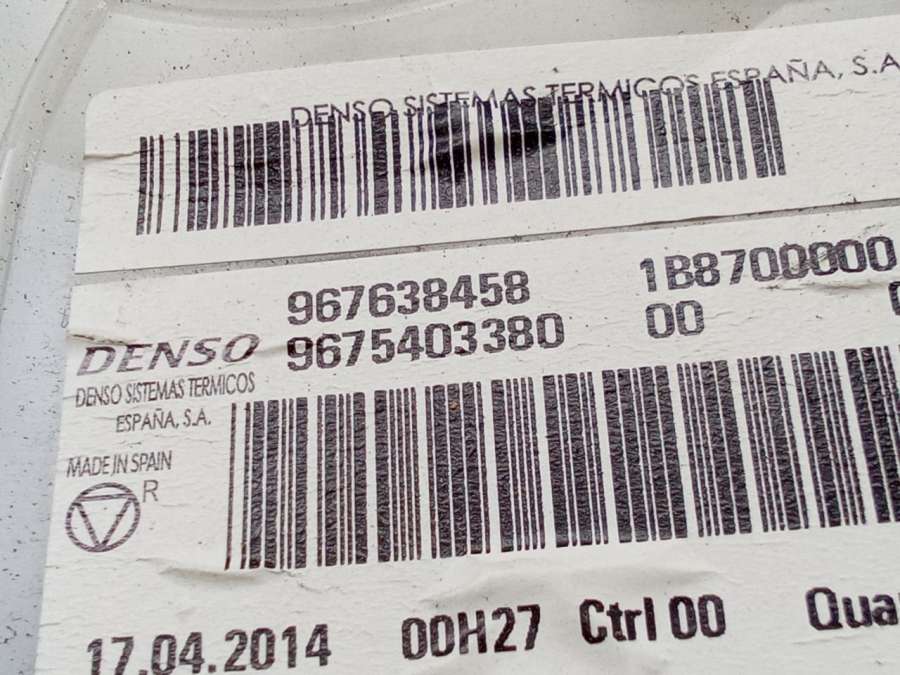 DENSO SISTEMAS TERMICOS ESPAÑA, S.A
967638458 1B8700000
9675403380 00
DENSO
DENSO SISTEMAS TERMICOS
ESPAÑA, S.A.
MADE IN SPAIN
R
17.04.2014 00H27 Ctrl 00 Qua